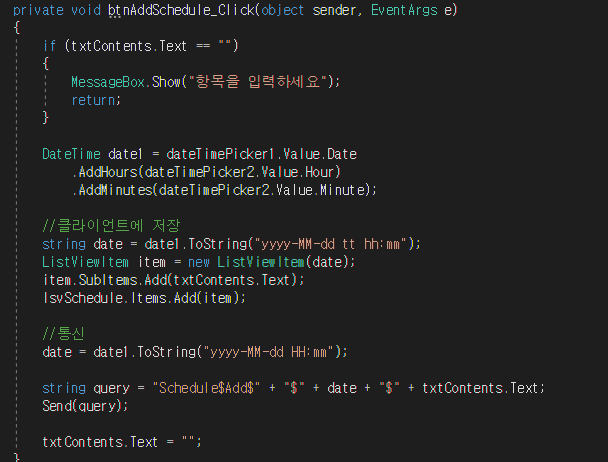 private void btnAddSchedule_Click(object sender, EventArgs e)
{
if (txtContents.Text == "")
{
MessageBox.Show("항목을 입력하세요");
return;
}
DateTime date1 = dateTimePicker1.Value.Date
.AddHours(dateTimePicker2.Value.Hour)
.AddMinutes(dateTimePicker2.Value.Minute);
//클라이언트에 저장
string date = date1.ToString("yyyy-MM-dd tt hh:mm");
ListViewItem item = new ListViewItem(date);
item.SubItems.Add(txtContents.Text);
lsvSchedule.Items.Add(item);
//통신
date = date1.ToString("yyyy-MM-dd HH:mm");
string query = "Schedule$Add$" + "$" + date + "$" + txtContents.Text;
Send(query);
txtContents.Text = "";
}